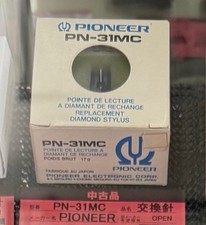 PIONEER
PN-31MC
POINTE DE LECTURE
A DIAMANT DE RECHANGE
REPLACEMENT
DIAMOND STYLUS
PN-31MC
POINTE DE LECTURE
A DIAMANT DE RECHANGE
POIDS BRUT 17g
PIONEER
FABRIQUE AU JAPON
PIONEER ELECTRONIC CORP.
中古品
PN-31MC 品名 交換針
PIONEER OPEN